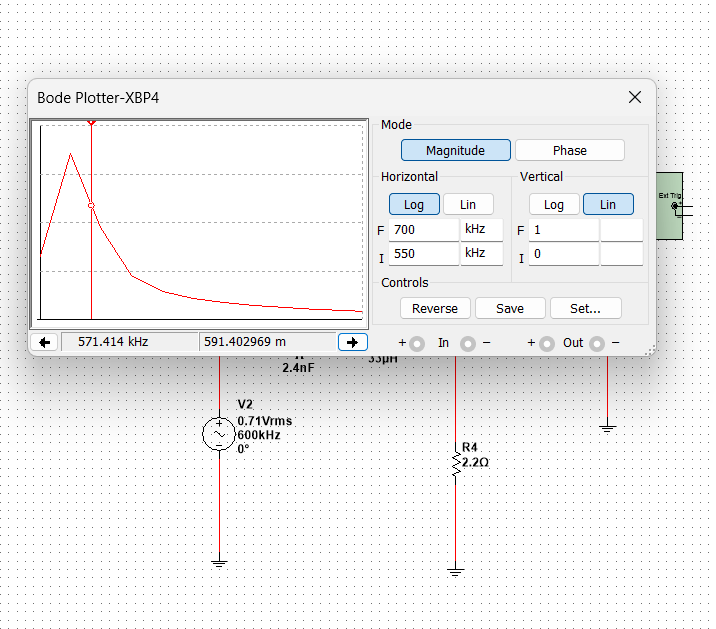 Bode Plotter-XBP4
Mode
Magnitude Phase
Horizontal Vertical
Log Lin Log Lin
F 700 kHz F 1
I 550 kHz I 0
Controls
Reverse Save Set...
571.414 kHz 591.402969 m
+ In − + Out −
Ext Trig
33µH
2.4nF
V2
0.71Vrms
600kHz
0°
R4
2.2Ω